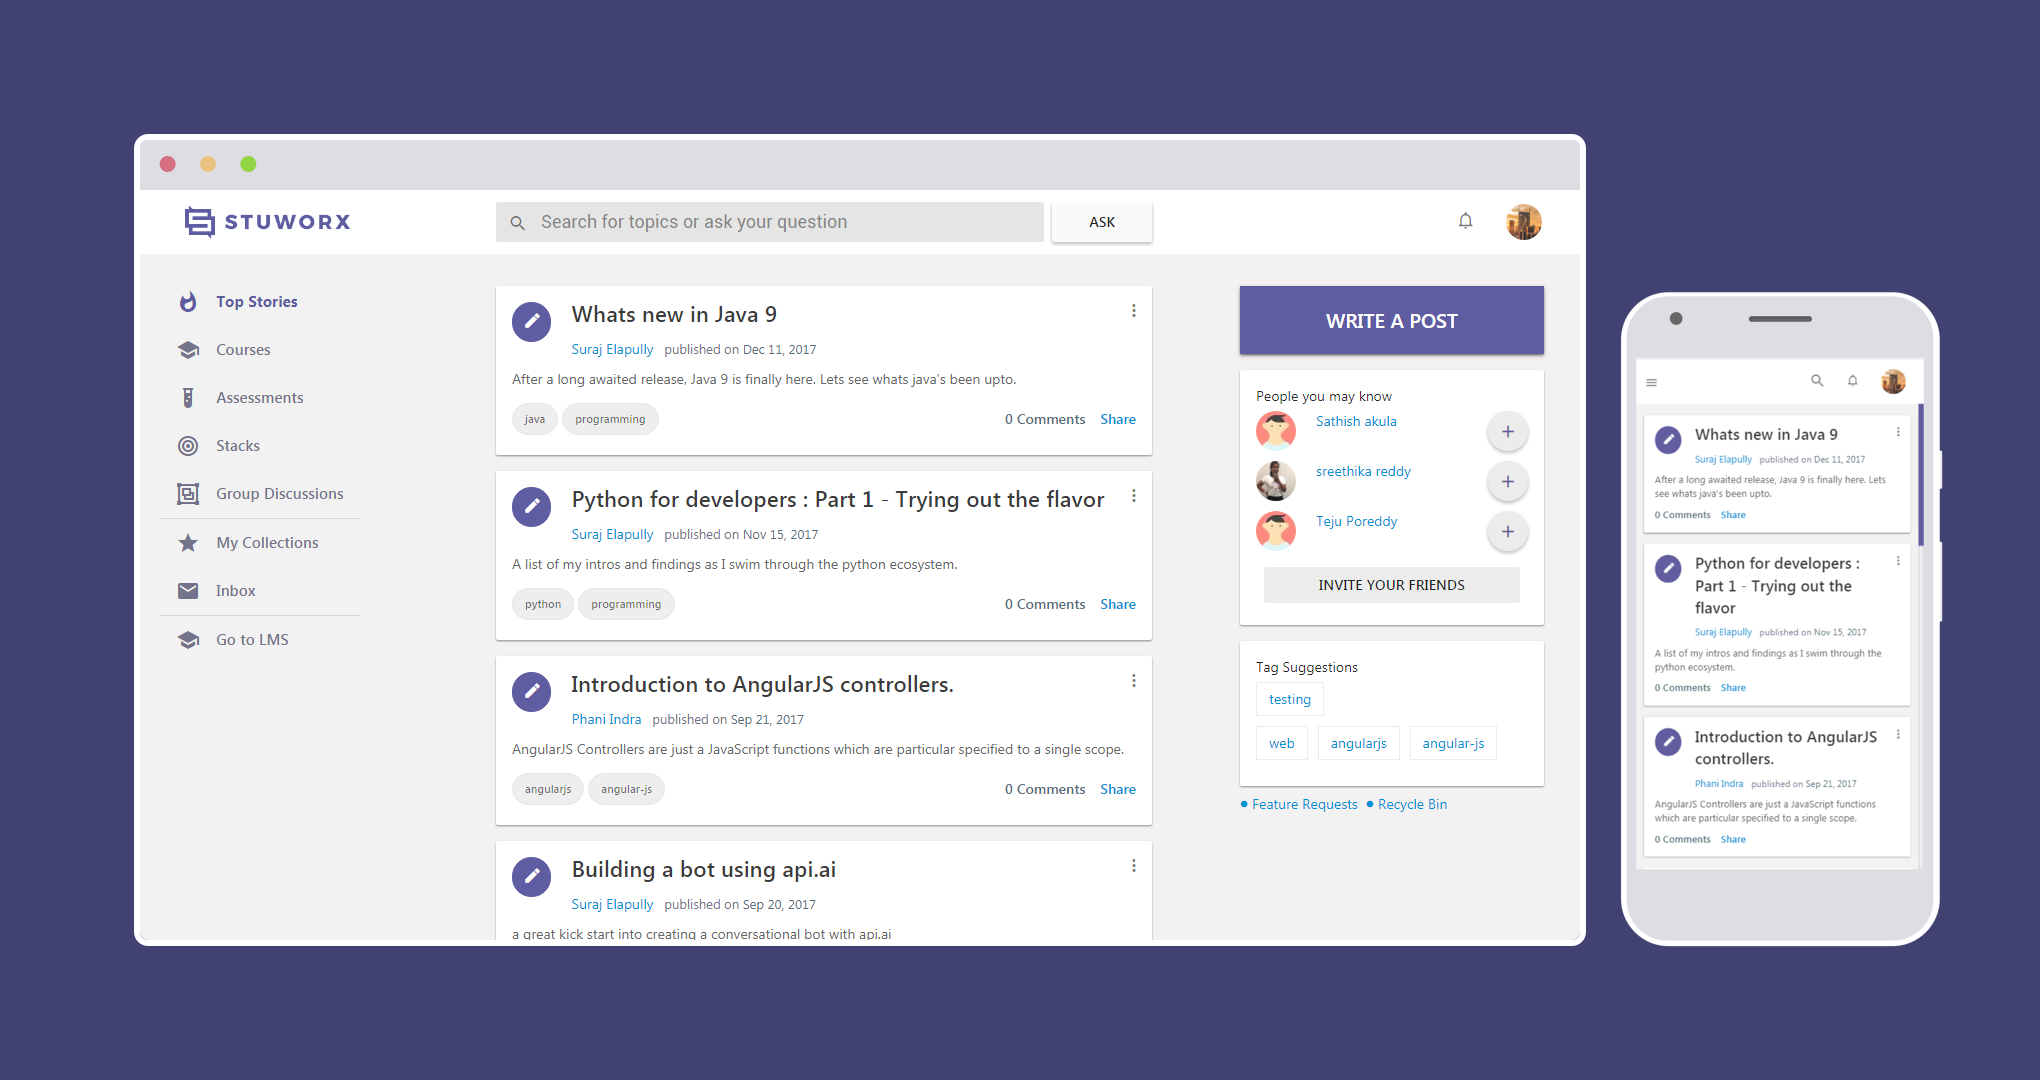 STUWORX
Search for topics or ask your question
ASK
Top Stories
Courses
Assessments
Stacks
Group Discussions
My Collections
Inbox
Go to LMS
Whats new in Java 9
Suraj Elapully published on Dec 11, 2017
After a long awaited release, Java 9 is finally here. Lets see whats java's been upto.
java programming
0 Comments Share
Python for developers : Part 1 - Trying out the flavor
Suraj Elapully published on Nov 15, 2017
A list of my intros and findings as I swim through the python ecosystem.
python programming
0 Comments Share
Introduction to AngularJS controllers.
Phani Indra published on Sep 21, 2017
AngularJS Controllers are just a JavaScript functions which are particular specified to a single scope.
angularjs angular-js
0 Comments Share
Building a bot using api.ai
Suraj Elapully published on Sep 20, 2017
a great kick start into creating a conversational bot with api.ai
WRITE A POST
People you may know
Sathish akula
sreethika reddy
Teju Poreddy
INVITE YOUR FRIENDS
Tag Suggestions
testing
web angularjs angular-js
Feature Requests Recycle Bin
Whats new in Java 9
Suraj Elapully published on Dec 11, 2017
After a long awaited release, Java 9 is finally here. Lets
see whats java's been upto.
0 Comments Share
Python for developers :
Part 1 - Trying out the
flavor
Suraj Elapully published on Nov 15, 2017
A list of my intros and findings as I swim through the
python ecosystem.
0 Comments Share
Introduction to AngularJS
controllers.
Phani Indra published on Sep 21, 2017
AngularJS Controllers are just a JavaScript functions
which are particular specified to a single scope.
0 Comments Share